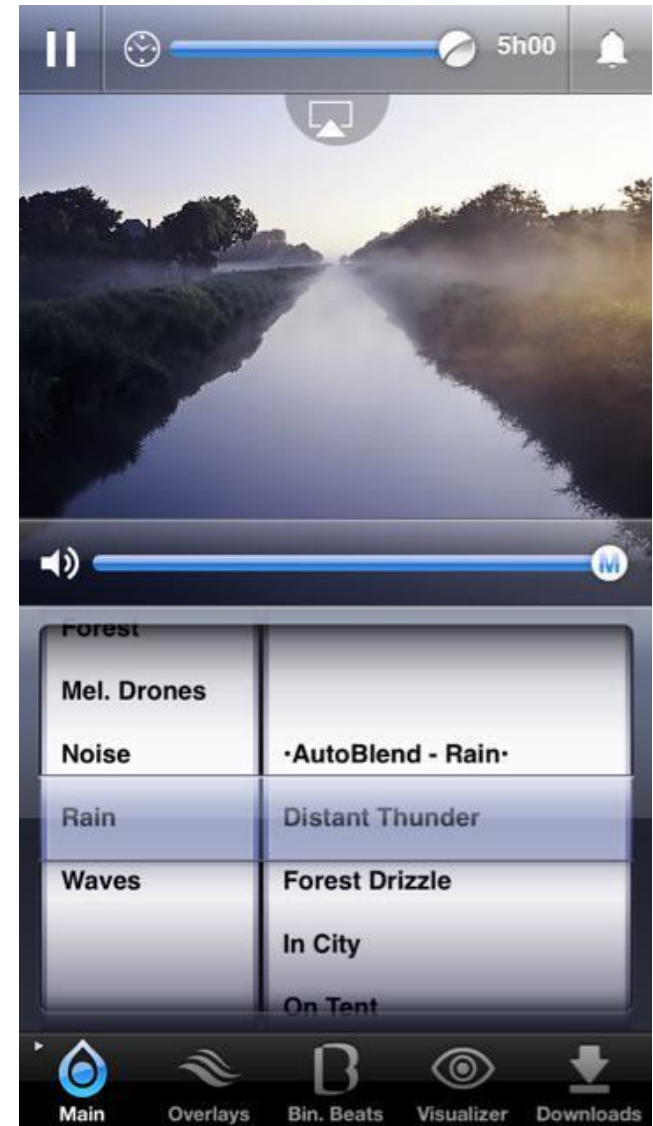 5h00
M
Forest
Mel. Drones
Noise
·AutoBlend - Rain·
Rain
Distant Thunder
Waves
Forest Drizzle
In City
On Tent
Main
Overlays
Bin. Beats
Visualizer
Downloads